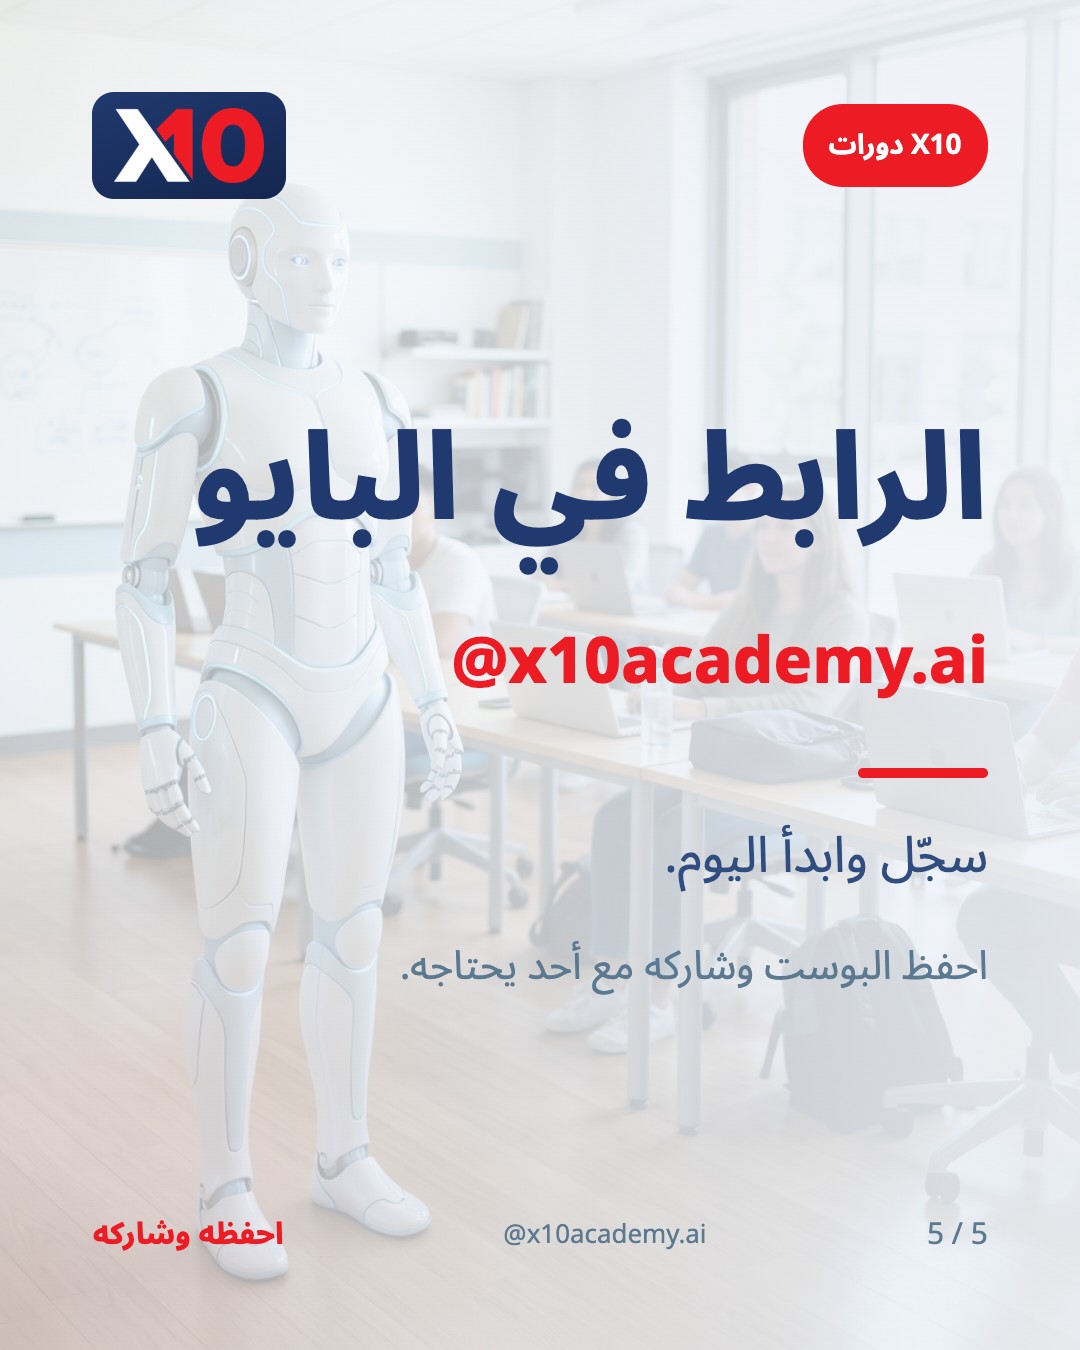 X10
دورات X10
الرابط في البايو
@x10academy.ai
سجّل وابدأ اليوم.
احفظ البوست وشاركه مع أحد يحتاجه.
5 / 5
@x10academy.ai
احفظه وشاركه